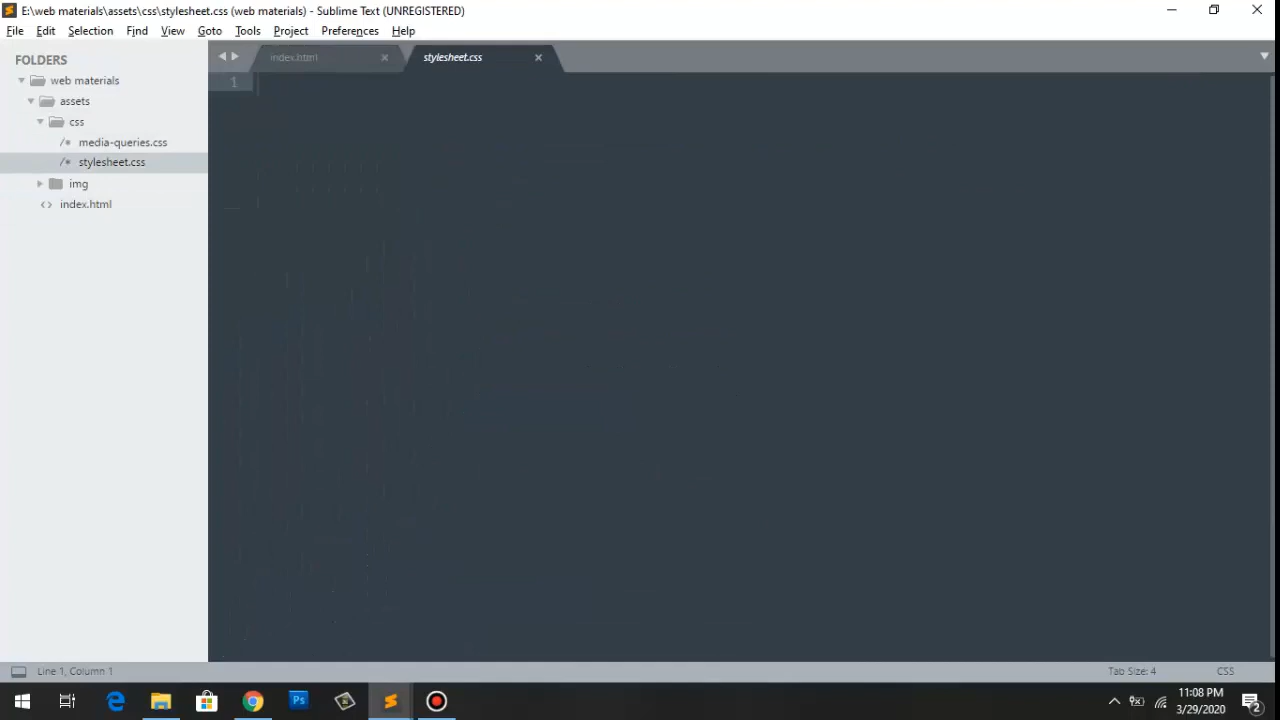 E:\web materials\assets\css\stylesheet.css (web materials) - Sublime Text (UNREGISTERED)
File Edit Selection Find View Goto Tools Project Preferences Help
FOLDERS
web materials
assets
css
media-queries.css
stylesheet.css
img
index.html
index.html stylesheet.css
1
Line 1, Column 1 Tab Size: 4 CSS
Ps
11:08 PM
3/29/2020
2